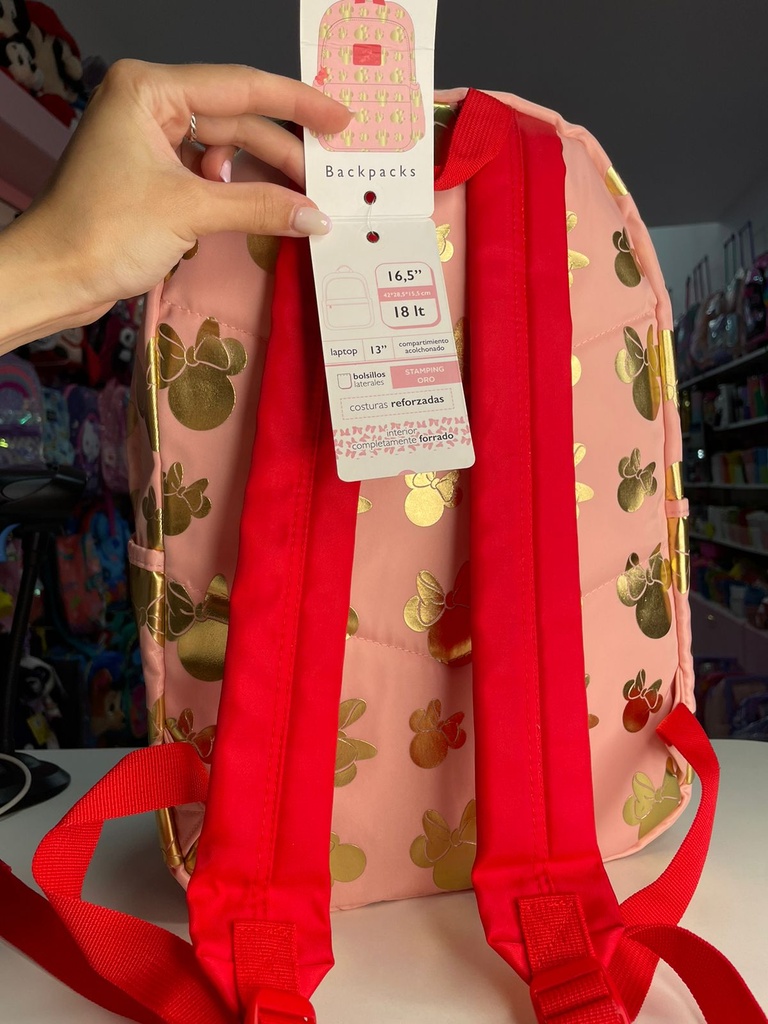 Backpacks
16,5”
42*28,5*15,5 cm
18 lt
laptop 13” compartimiento acolchonado
bolsillos laterales
STAMPING ORO
costuras reforzadas
interior
completamente forrado